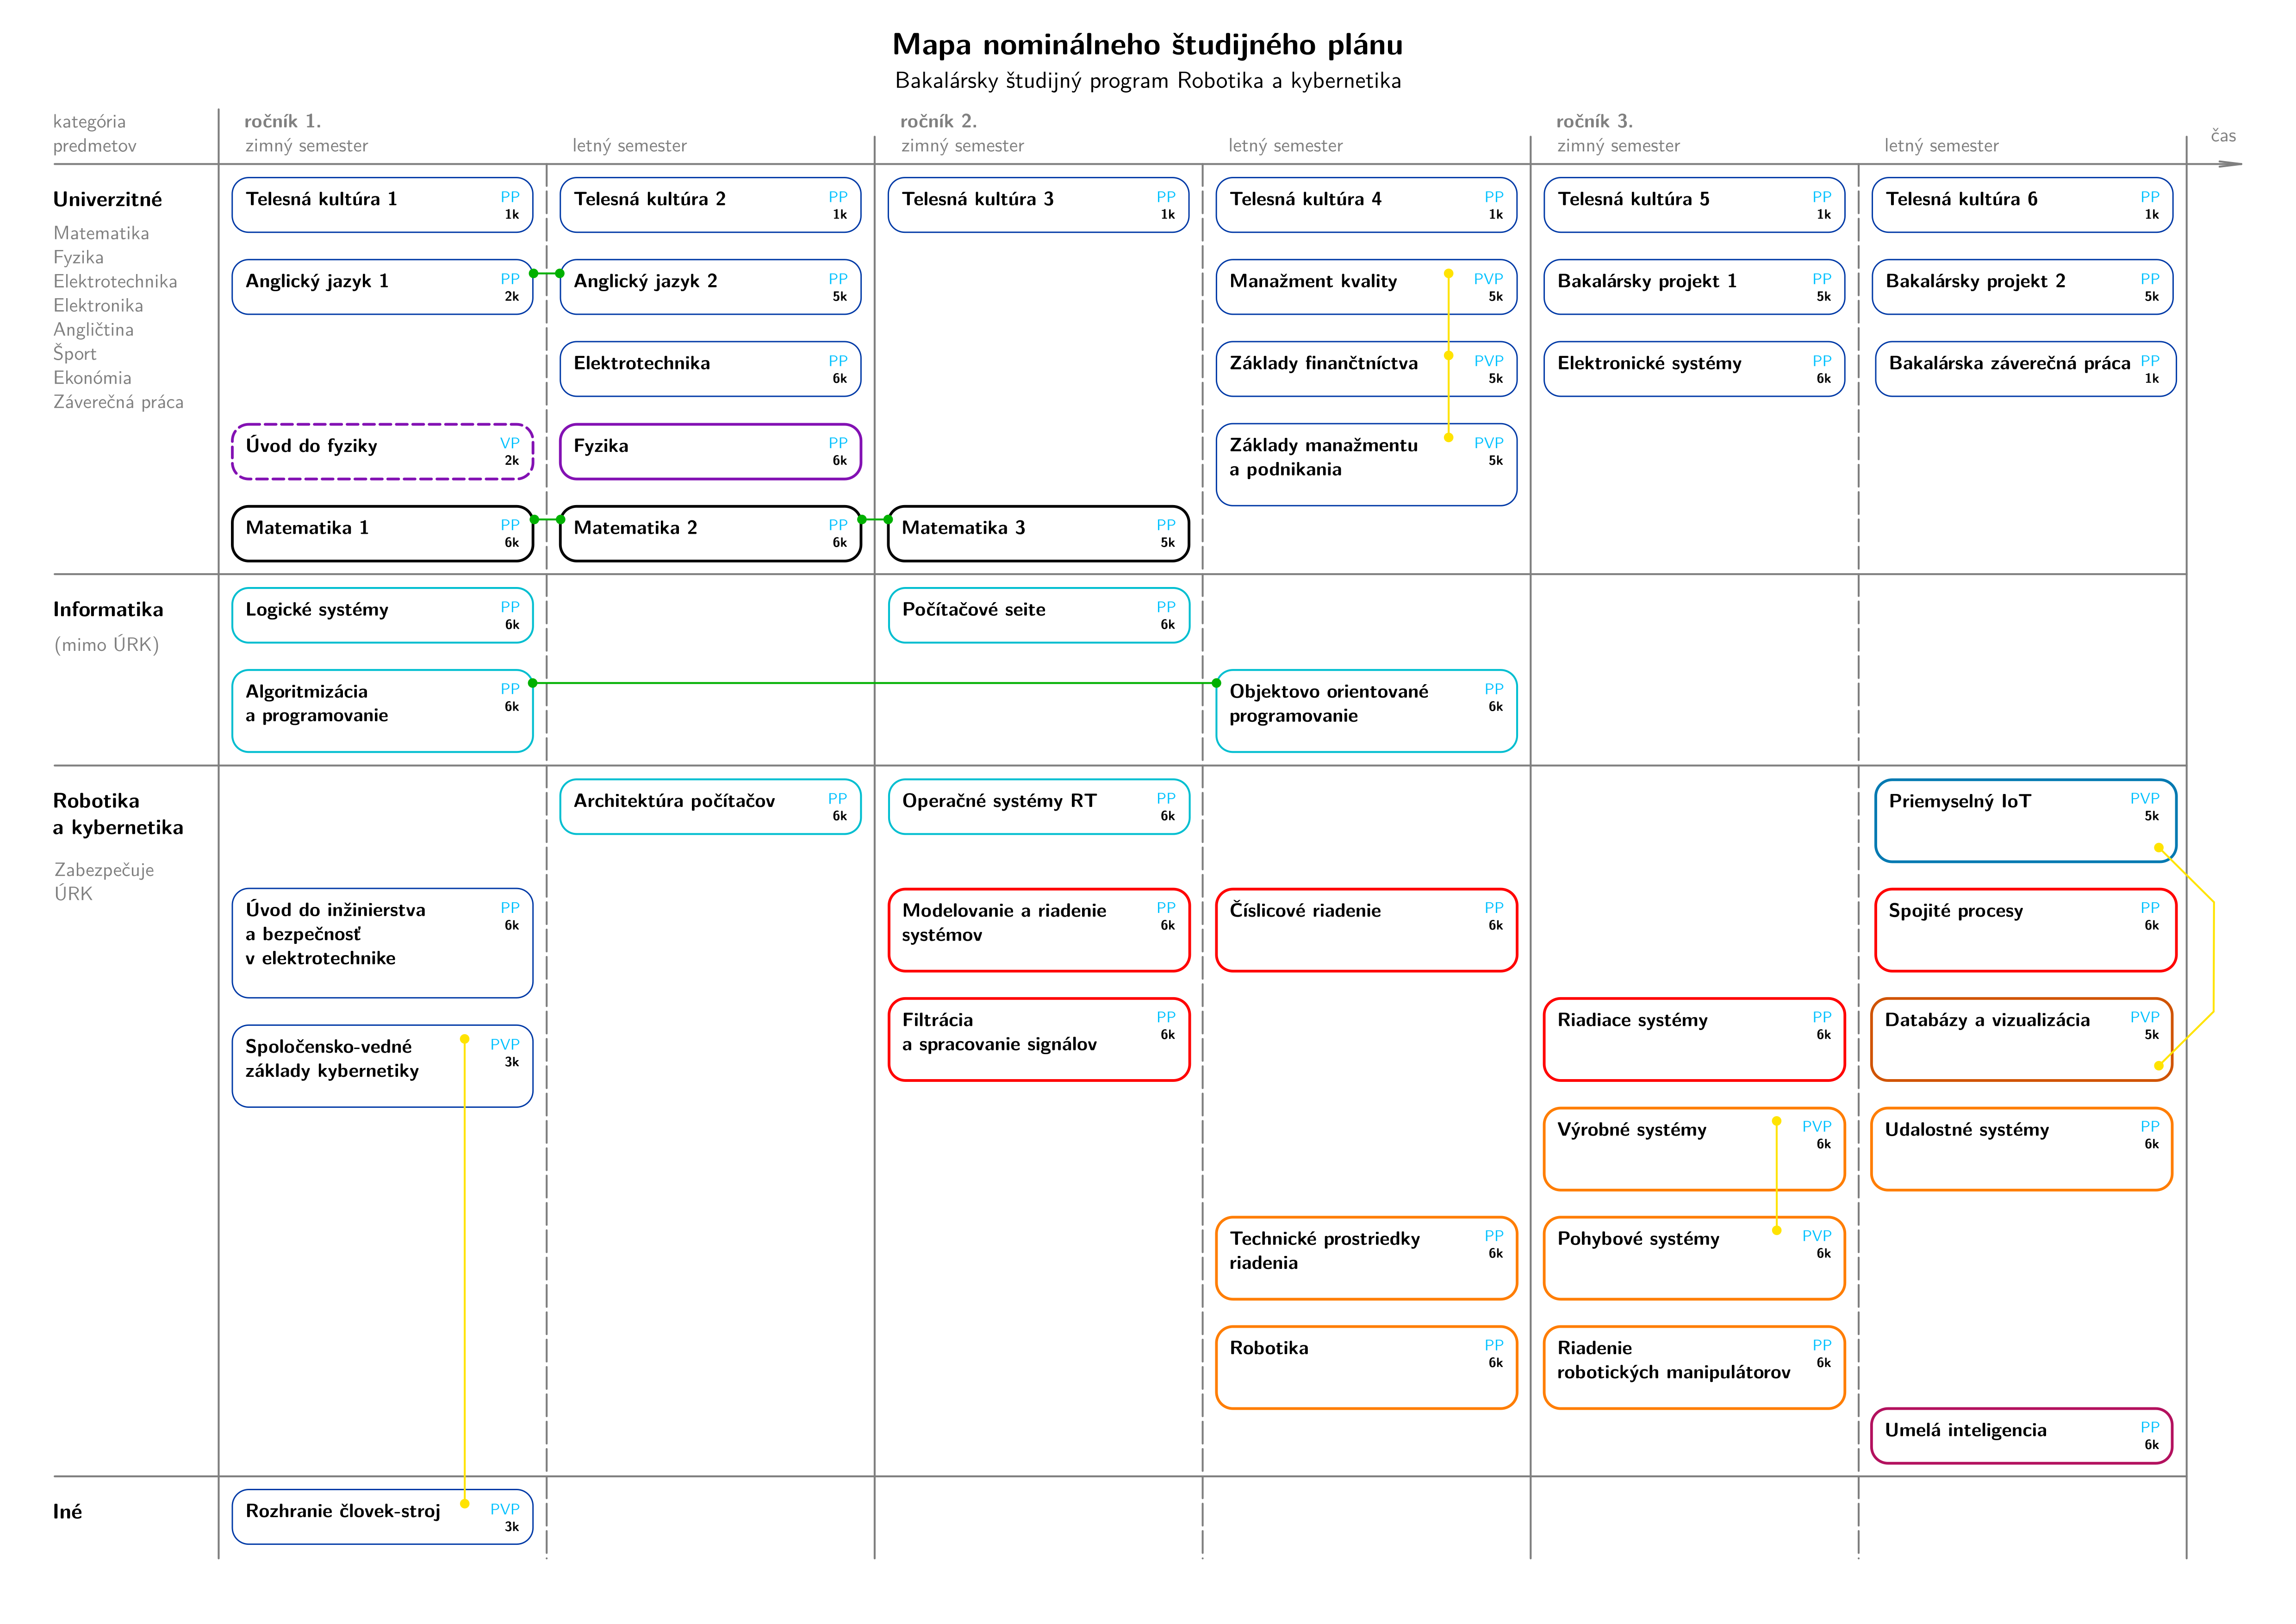 Mapa nominálneho študijného plánu
Bakalársky študijný program Robotika a kybernetika
kategória
predmetov
ročník 1.
zimný semester
letný semester
ročník 2.
zimný semester
letný semester
ročník 3.
zimný semester
letný semester
čas
Univerzitné
Matematika
Fyzika
Elektrotechnika
Elektronika
Angličtina
Šport
Ekonómia
Záverečná práca
Telesná kultúra 1 PP
1k
Telesná kultúra 2 PP
1k
Telesná kultúra 3 PP
1k
Telesná kultúra 4 PP
1k
Telesná kultúra 5 PP
1k
Telesná kultúra 6 PP
1k
Anglický jazyk 1 PP
2k
Anglický jazyk 2 PP
5k
Manažment kvality PVP
5k
Bakalársky projekt 1 PP
5k
Bakalársky projekt 2 PP
5k
Elektrotechnika PP
6k
Základy finančtníctva PVP
5k
Elektronické systémy PP
6k
Bakalárska záverečná práca PP
1k
Úvod do fyziky VP
2k
Fyzika PP
6k
Základy manažmentu PVP
a podnikania 5k
Matematika 1 PP
6k
Matematika 2 PP
6k
Matematika 3 PP
5k
Informatika
(mimo ÚRK)
Logické systémy PP
6k
Počítačové seite PP
6k
Algoritmizácia PP
a programovanie 6k
Objektovo orientované PP
programovanie 6k
Robotika
a kybernetika
Zabezpečuje
ÚRK
Architektúra počítačov PP
6k
Operačné systémy RT PP
6k
Priemyselný IoT PVP
5k
Úvod do inžinierstva PP
a bezpečnosť 6k
v elektrotechnike
Modelovanie a riadenie PP
systémov 6k
Číslicové riadenie PP
6k
Spojité procesy PP
6k
Spoločensko-vedné PVP
základy kybernetiky 3k
Filtrácia PP
a spracovanie signálov 6k
Riadiace systémy PP
6k
Databázy a vizualizácia PVP
5k
Výrobné systémy PVP
6k
Udalostné systémy PP
6k
Technické prostriedky PP
riadenia 6k
Pohybové systémy PVP
6k
Robotika PP
6k
Riadenie PP
robotických manipulátorov 6k
Umelá inteligencia PP
6k
Iné
Rozhranie človek-stroj PVP
3k